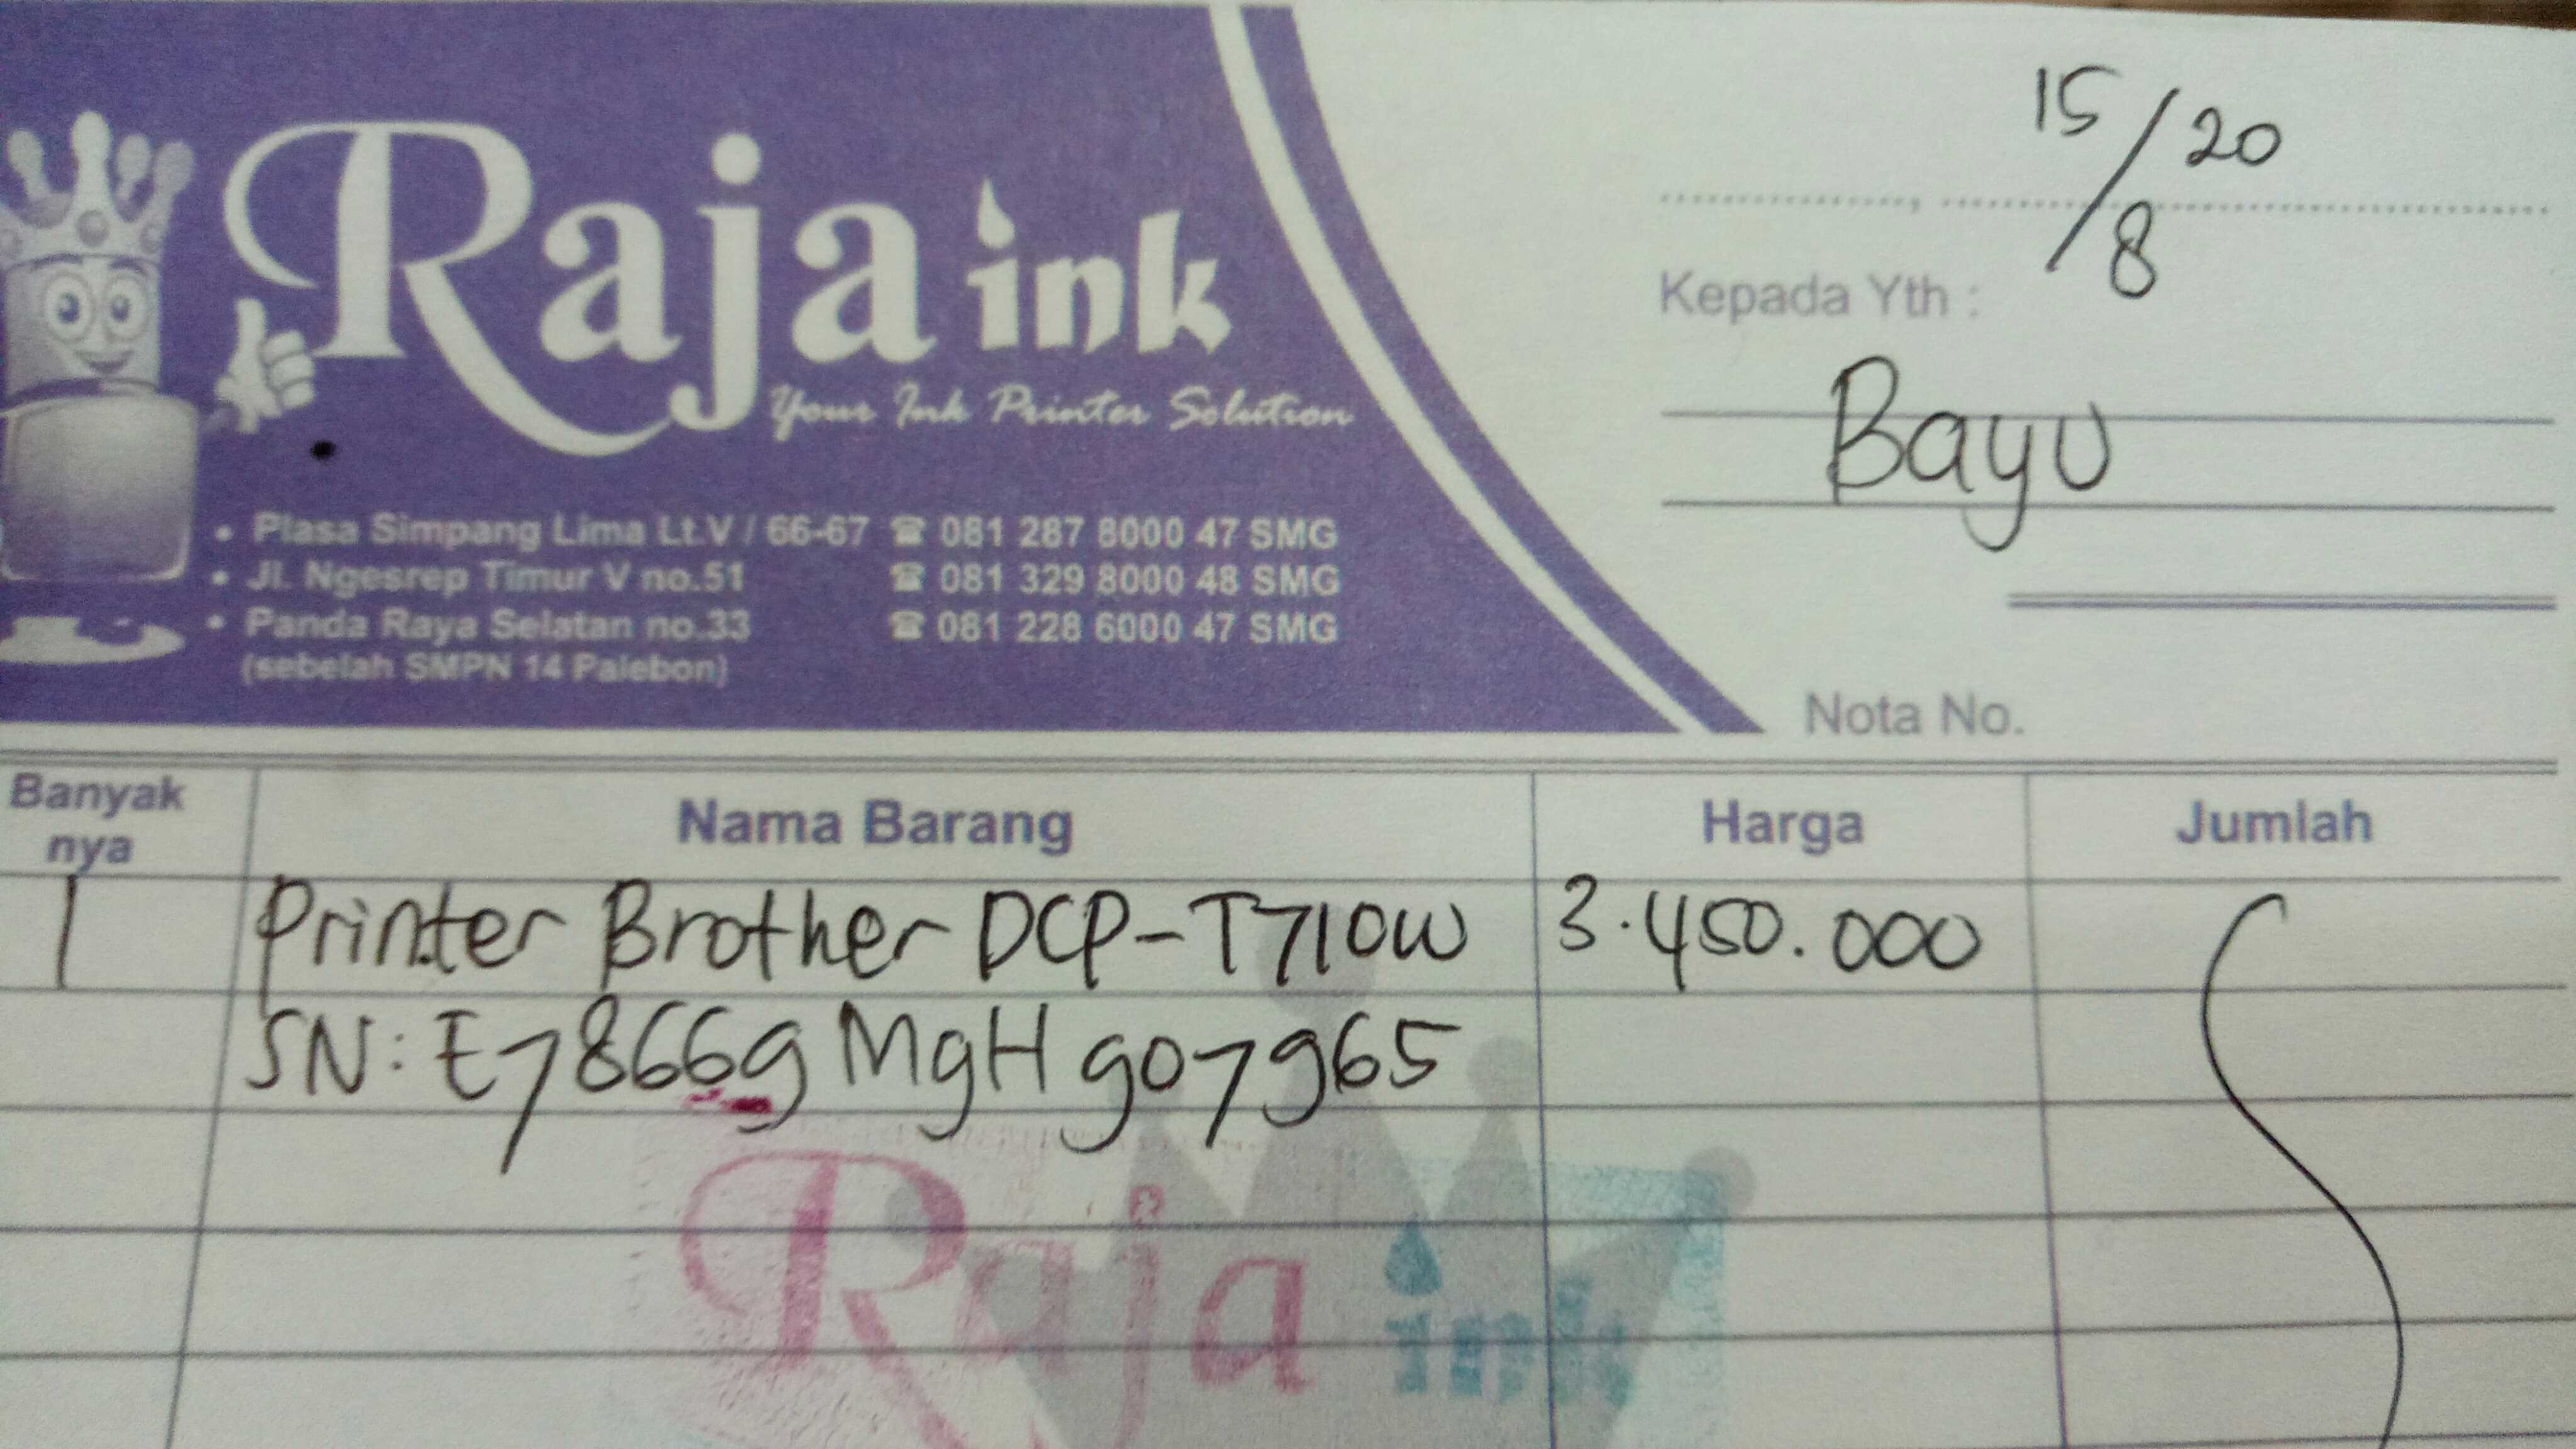 Raja ink
Your Ink Printer Solution
• Plasa Simpang Lima Lt.V / 66-67 ☎ 081 287 8000 47 SMG
• Jl. Ngesrep Timur V no.51 ☎ 081 329 8000 48 SMG
• Panda Raya Selatan no.33 ☎ 081 228 6000 47 SMG
(sebelah SMPN 14 Palebon)
15/8 20
Kepada Yth :
Bayu
Nota No.
Banyak nya Nama Barang Harga Jumlah
1 Printer Brother DCP-T710W 3.450.000
SN: E78669M9H907965
Raja ink